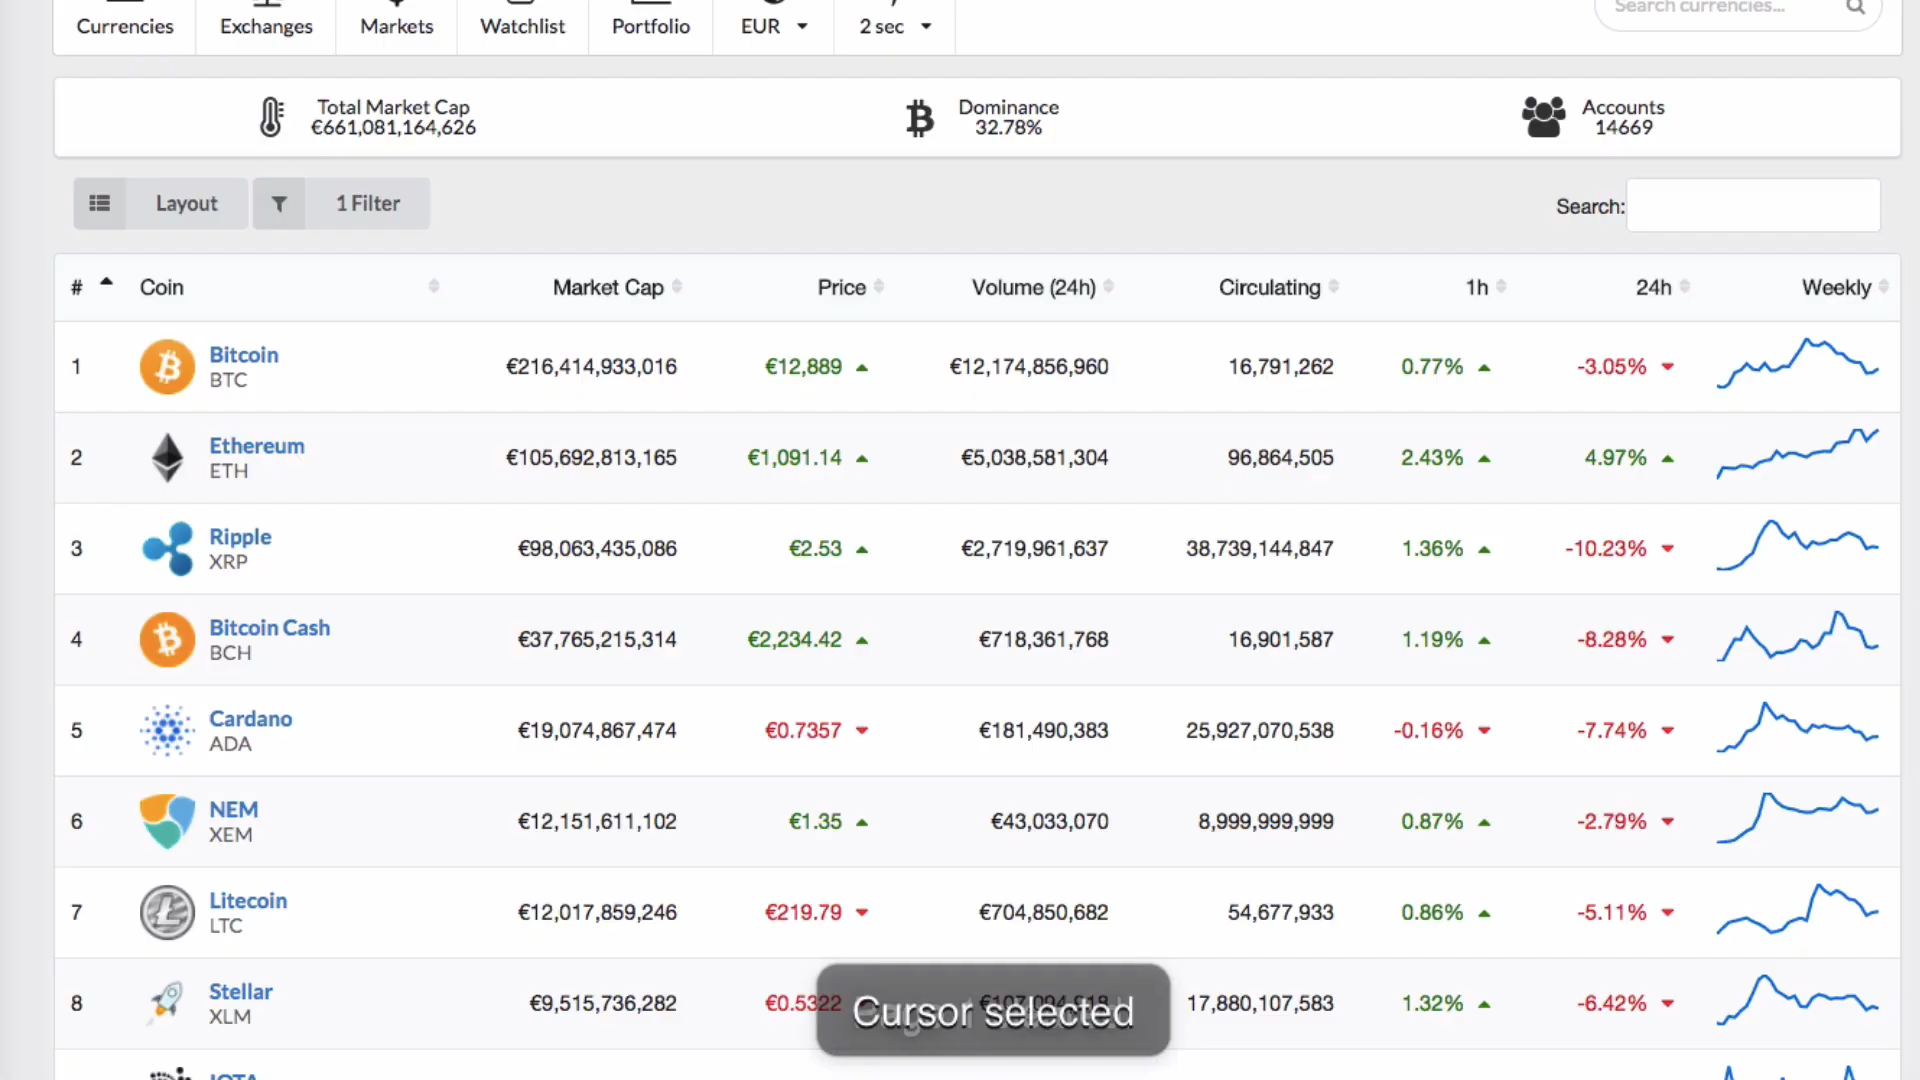 Currencies Exchanges Markets Watchlist Portfolio EUR 2 sec Search currencies...
Total Market Cap
€661,081,164,626
Dominance
32.78%
Accounts
14669
Layout 1 Filter Search:
# Coin Market Cap Price Volume (24h) Circulating 1h 24h Weekly
1 Bitcoin BTC €216,414,933,016 €12,889 €12,174,856,960 16,791,262 0.77% -3.05%
2 Ethereum ETH €105,692,813,165 €1,091.14 €5,038,581,304 96,864,505 2.43% 4.97%
3 Ripple XRP €98,063,435,086 €2.53 €2,719,961,637 38,739,144,847 1.36% -10.23%
4 Bitcoin Cash BCH €37,765,215,314 €2,234.42 €718,361,768 16,901,587 1.19% -8.28%
5 Cardano ADA €19,074,867,474 €0.7357 €181,490,383 25,927,070,538 -0.16% -7.74%
6 NEM XEM €12,151,611,102 €1.35 €43,033,070 8,999,999,999 0.87% -2.79%
7 Litecoin LTC €12,017,859,246 €219.79 €704,850,682 54,677,933 0.86% -5.11%
8 Stellar XLM €9,515,736,282 €0.5322 17,880,107,583 1.32% -6.42%
Cursor selected
IOTA